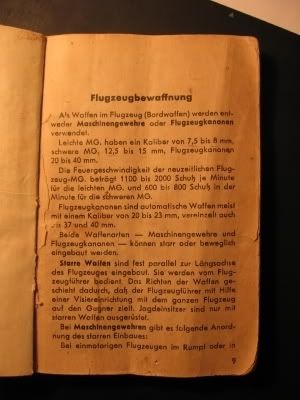 Flugzeugbewaffnung
Als Waffen im Flugzeug (Bordwaffen) werden ent-
weder Maschinengewehre oder Flugzeugkanonen
verwendet.
Leichte MG. haben ein Kaliber von 7,5 bis 8 mm,
schwere MG. 12,5 bis 15 mm, Flugzeugkanonen
20 bis 40 mm.
Die Feuergeschwindigkeit der neuzeitlichen Flug-
zeug-MG. beträgt 1100 bis 2000 Schuß je Minute
für die leichten MG. und 600 bis 800 Schuß in der
Minute für die schweren MG.
Flugzeugkanonen sind automatische Waffen meist
mit einem Kaliber von 20 bis 23 mm, vereinzelt auch
bis 37 und 40 mm.
Beide Waffenarten — Maschinengewehre und
Flugzeugkanonen — können starr oder beweglich
eingebaut werden.
Starre Waffen sind fest parallel zur Längsachse
des Flugzeuges eingebaut. Sie werden vom Flug-
zeugführer bedient. Das Richten der Waffen ge-
schieht dadurch, daß der Flugzeugführer mit Hilfe
einer Visiereinrichtung mit dem ganzen Flugzeug
auf den Gegner zielt. Jagdeinsitzer sind nur mit
starren Waffen ausgerüstet.
Bei Maschinengewehren gibt es folgende Anord-
nung des starren Einbaues:
Bei einmotorigen Flugzeugen im Rumpf oder in
9